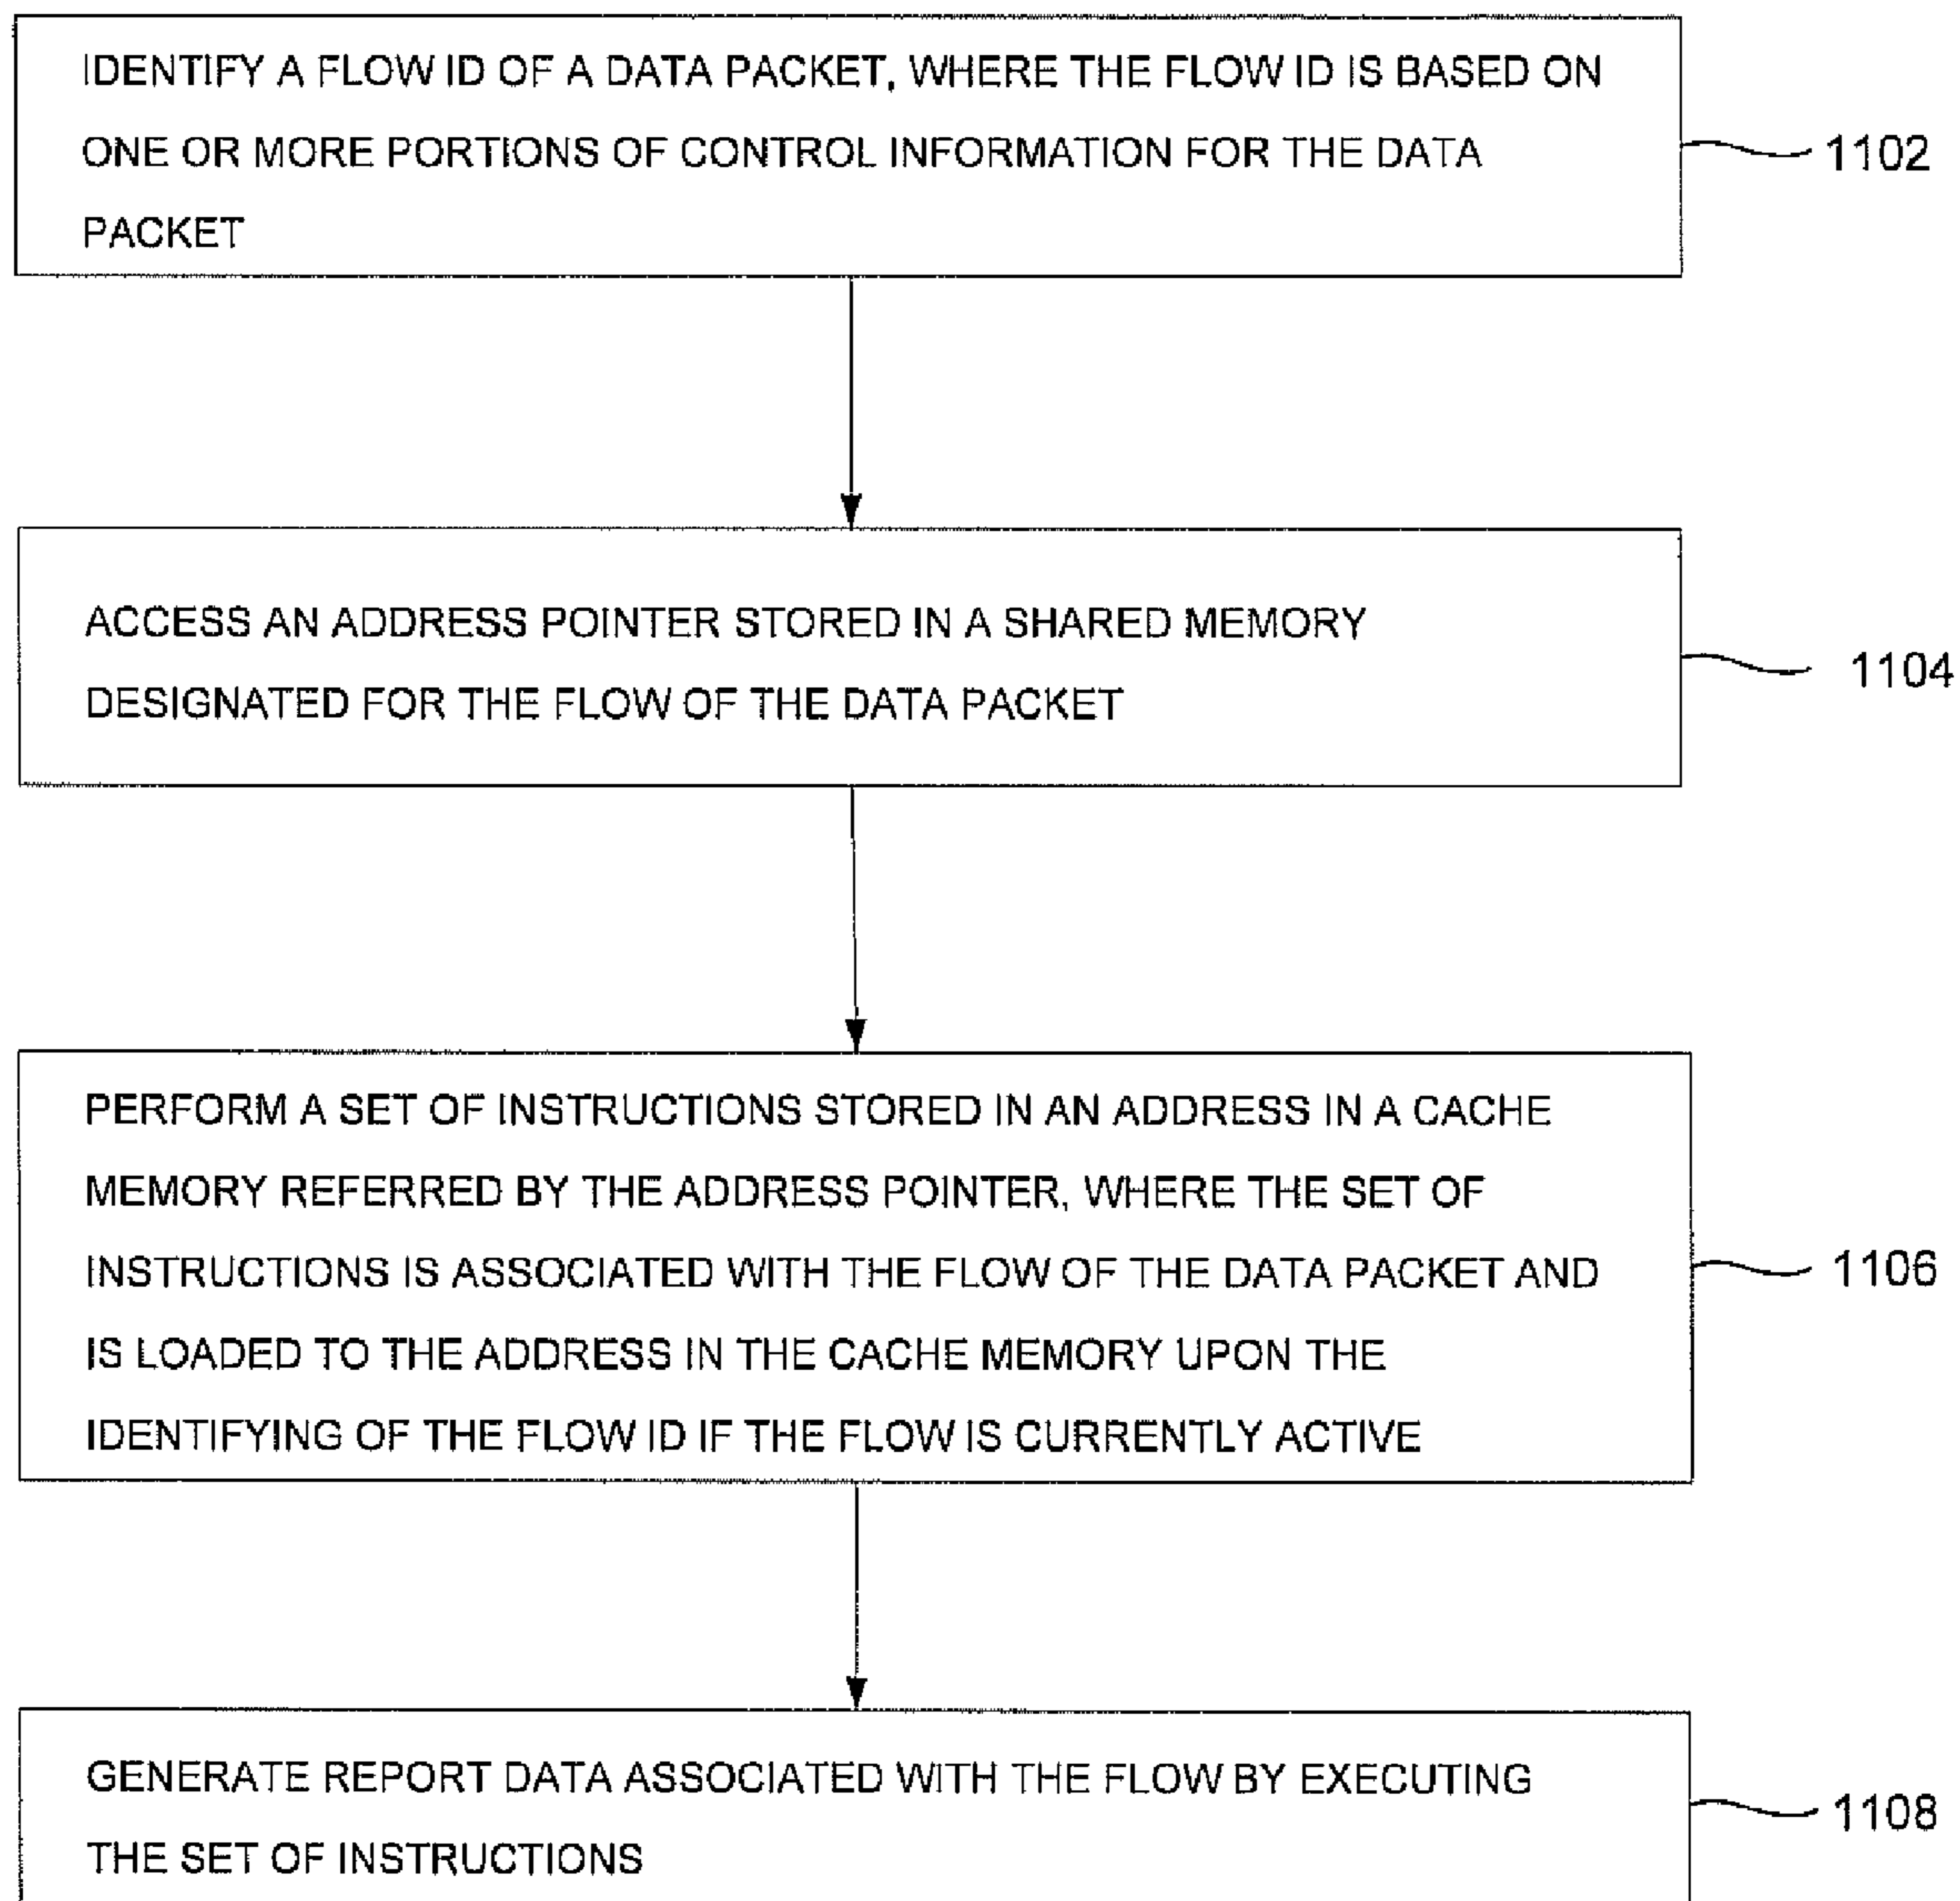 IDENTIFY A FLOW ID OF A DATA PACKET, WHERE THE FLOW ID IS BASED ON
ONE OR MORE PORTIONS OF CONTROL INFORMATION FOR THE DATA
PACKET
1102
ACCESS AN ADDRESS POINTER STORED IN A SHARED MEMORY
DESIGNATED FOR THE FLOW OF THE DATA PACKET
1104
PERFORM A SET OF INSTRUCTIONS STORED IN AN ADDRESS IN A CACHE
MEMORY REFERRED BY THE ADDRESS POINTER, WHERE THE SET OF
INSTRUCTIONS IS ASSOCIATED WITH THE FLOW OF THE DATA PACKET AND
IS LOADED TO THE ADDRESS IN THE CACHE MEMORY UPON THE
IDENTIFYING OF THE FLOW ID IF THE FLOW IS CURRENTLY ACTIVE
1106
GENERATE REPORT DATA ASSOCIATED WITH THE FLOW BY EXECUTING
THE SET OF INSTRUCTIONS
1108